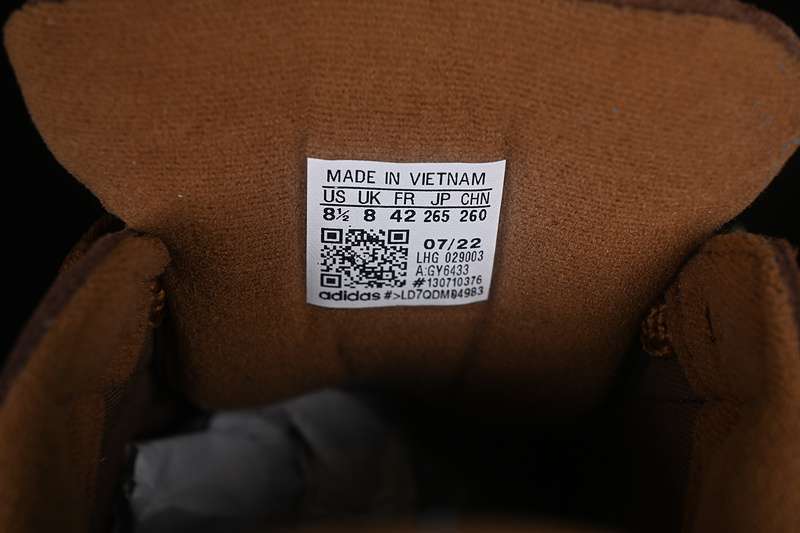 MADE IN VIETNAM
US UK FR JP CHN
8½ 8 42 265 260
07/22
LHG 029003
A:GY6433
#130710376
adidas #>LD7QDMD4983